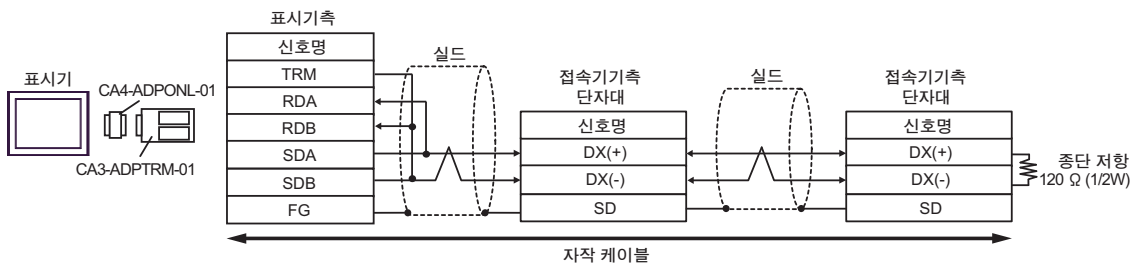 표시기
CA4-ADPONL-01
CA3-ADPTRM-01
표시기측
신호명
TRM
RDA
RDB
SDA
SDB
FG
실드
접속기기측
단자대
신호명
DX(+)
DX(-)
SD
실드
접속기기측
단자대
신호명
DX(+)
DX(-)
SD
종단 저항
120 Ω (1/2W)
자작 케이블